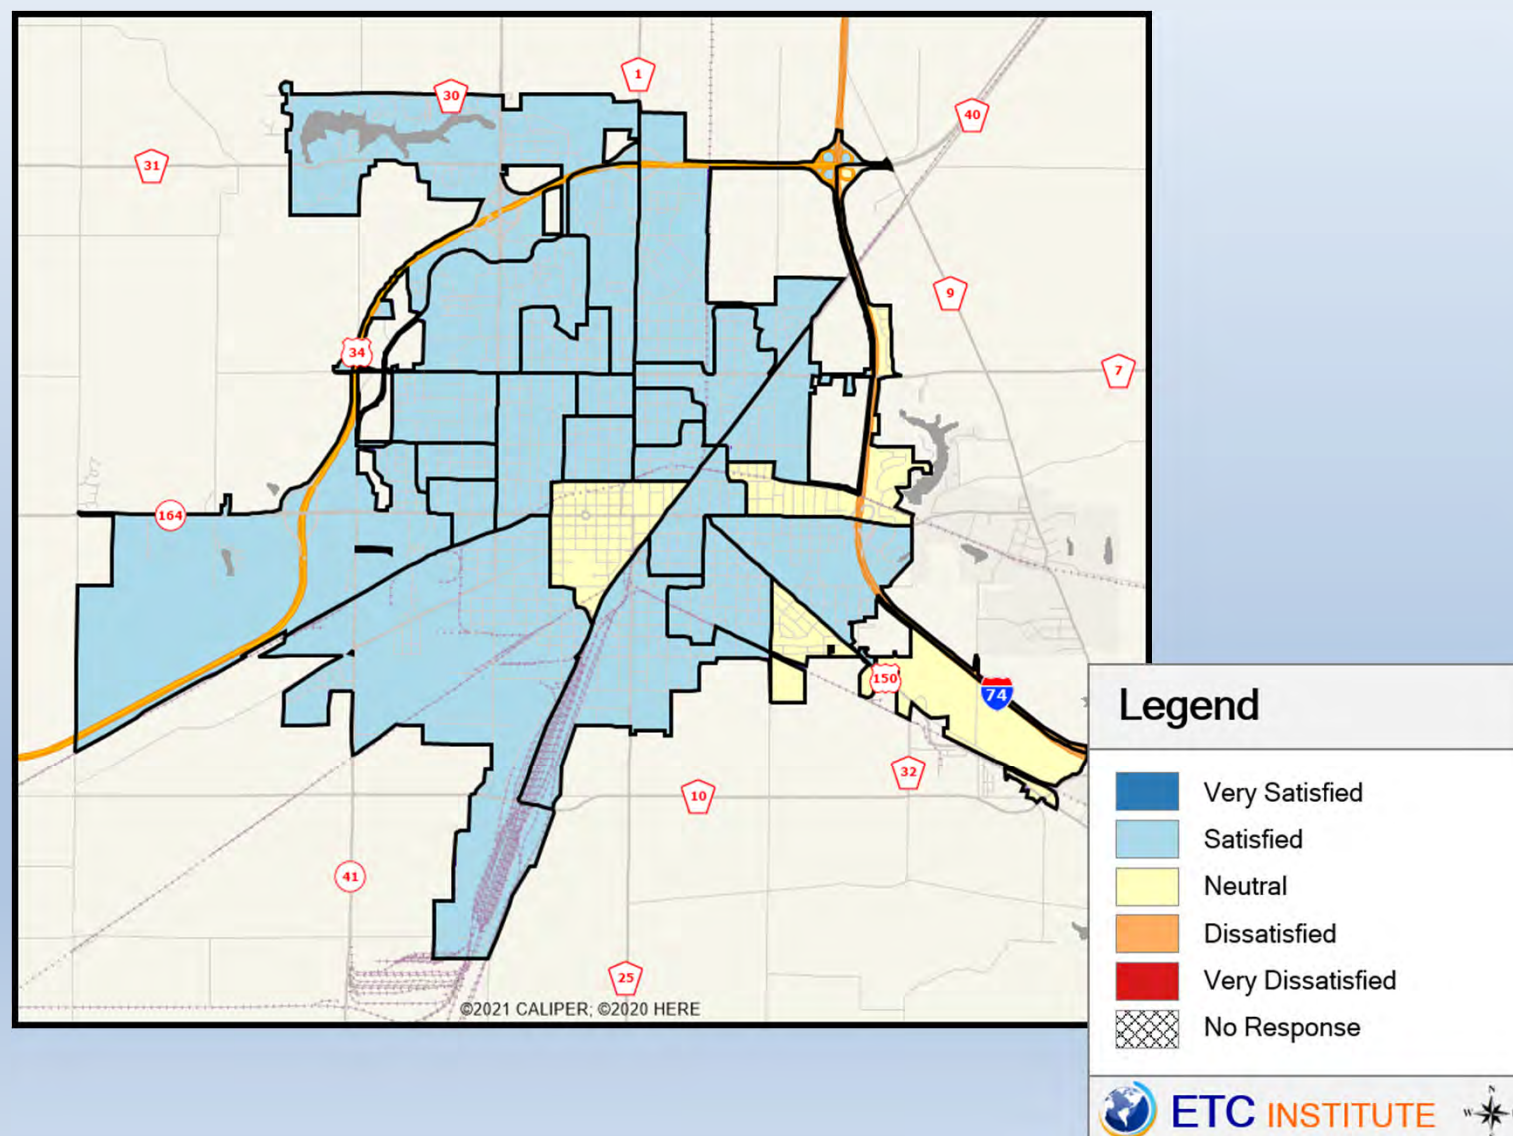 1
30
40
31
9
34
7
164
150
74
32
10
41
25
©2021 CALIPER; ©2020 HERE
Legend
Very Satisfied
Satisfied
Neutral
Dissatisfied
Very Dissatisfied
No Response
ETC INSTITUTE
N
W